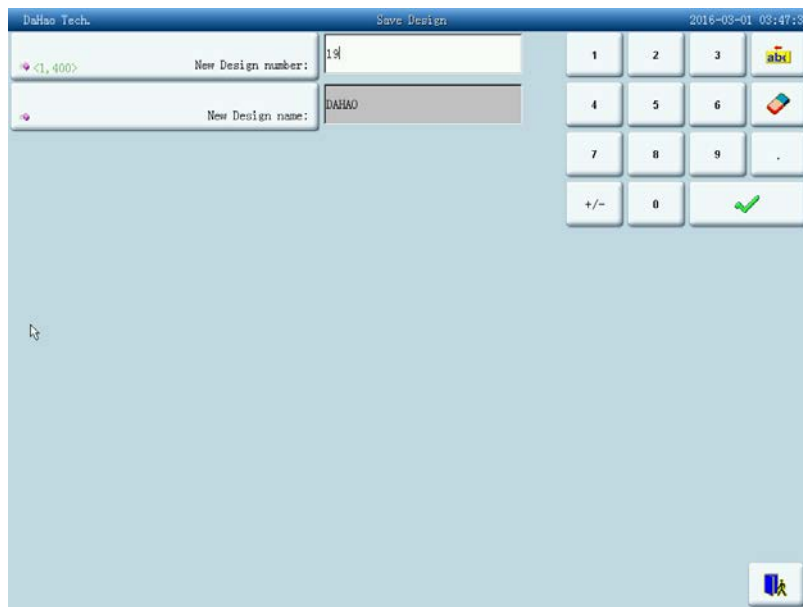 DaHao Tech. Save Design 2016-03-01 03:47:3
<1,400> New Design number: 19
New Design name: DAHAO
1 2 3 abc
4 5 6
7 8 9 .
+/- 0